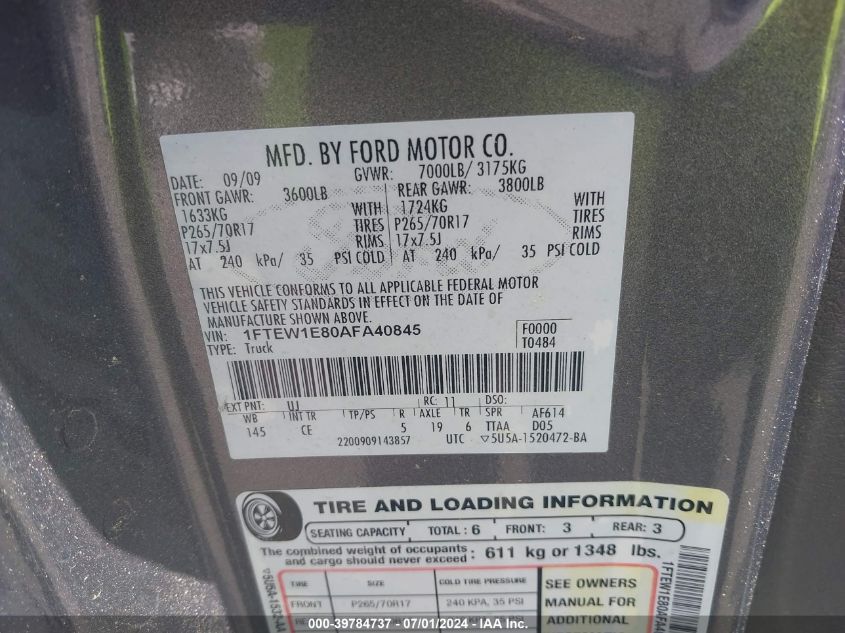 MFD. BY FORD MOTOR CO.
DATE: 09/09 GVWR: 7000LB/ 3175KG
FRONT GAWR: 3600LB REAR GAWR: 3800LB
1633KG WITH 1724KG WITH
P265/70R17 TIRES P265/70R17 TIRES
17x7.5J RIMS 17x7.5J RIMS
AT 240 kPa/ 35 PSI COLD AT 240 kPa/ 35 PSI COLD
THIS VEHICLE CONFORMS TO ALL APPLICABLE FEDERAL MOTOR
VEHICLE SAFETY STANDARDS IN EFFECT ON THE DATE OF
MANUFACTURE SHOWN ABOVE.
VIN: 1FTEW1E80AFA40845 F0000
TYPE: Truck T0484
EXT PNT: UJ RC: 11 DSO:
WB INT TR TP/PS R AXLE TR SPR AF614
145 CE 5 19 6 TTAA D05
2200909143857 UTC ▽5U5A-1520472-BA
TIRE AND LOADING INFORMATION
SEATING CAPACITY TOTAL: 6 FRONT: 3 REAR: 3
The combined weight of occupants and cargo should never exceed: 611 kg or 1348 lbs.
TIRE SIZE COLD TIRE PRESSURE SEE OWNERS
FRONT P265/70R17 240 KPA, 35 PSI MANUAL FOR
ADDITIONAL
1FTEW1E80AFA4
000-39784737 - 07/01/2024 - IAAI.com